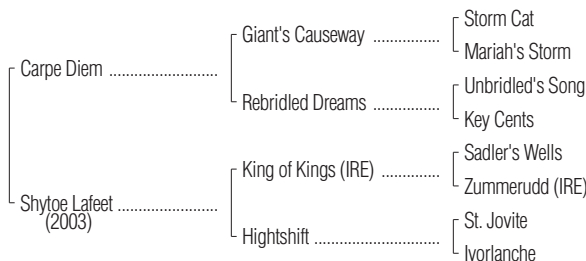 Storm Cat
Giant's Causeway ................
Mariah's Storm
Carpe Diem ..........................
Unbridled's Song
Rebridled Dreams ................
Key Cents
Sadler's Wells
King of Kings (IRE) ..............
Zummerudd (IRE)
Shytoe Lafeet ........................
(2003)
St. Jovite
Hightshift ..............................
Ivorlanche